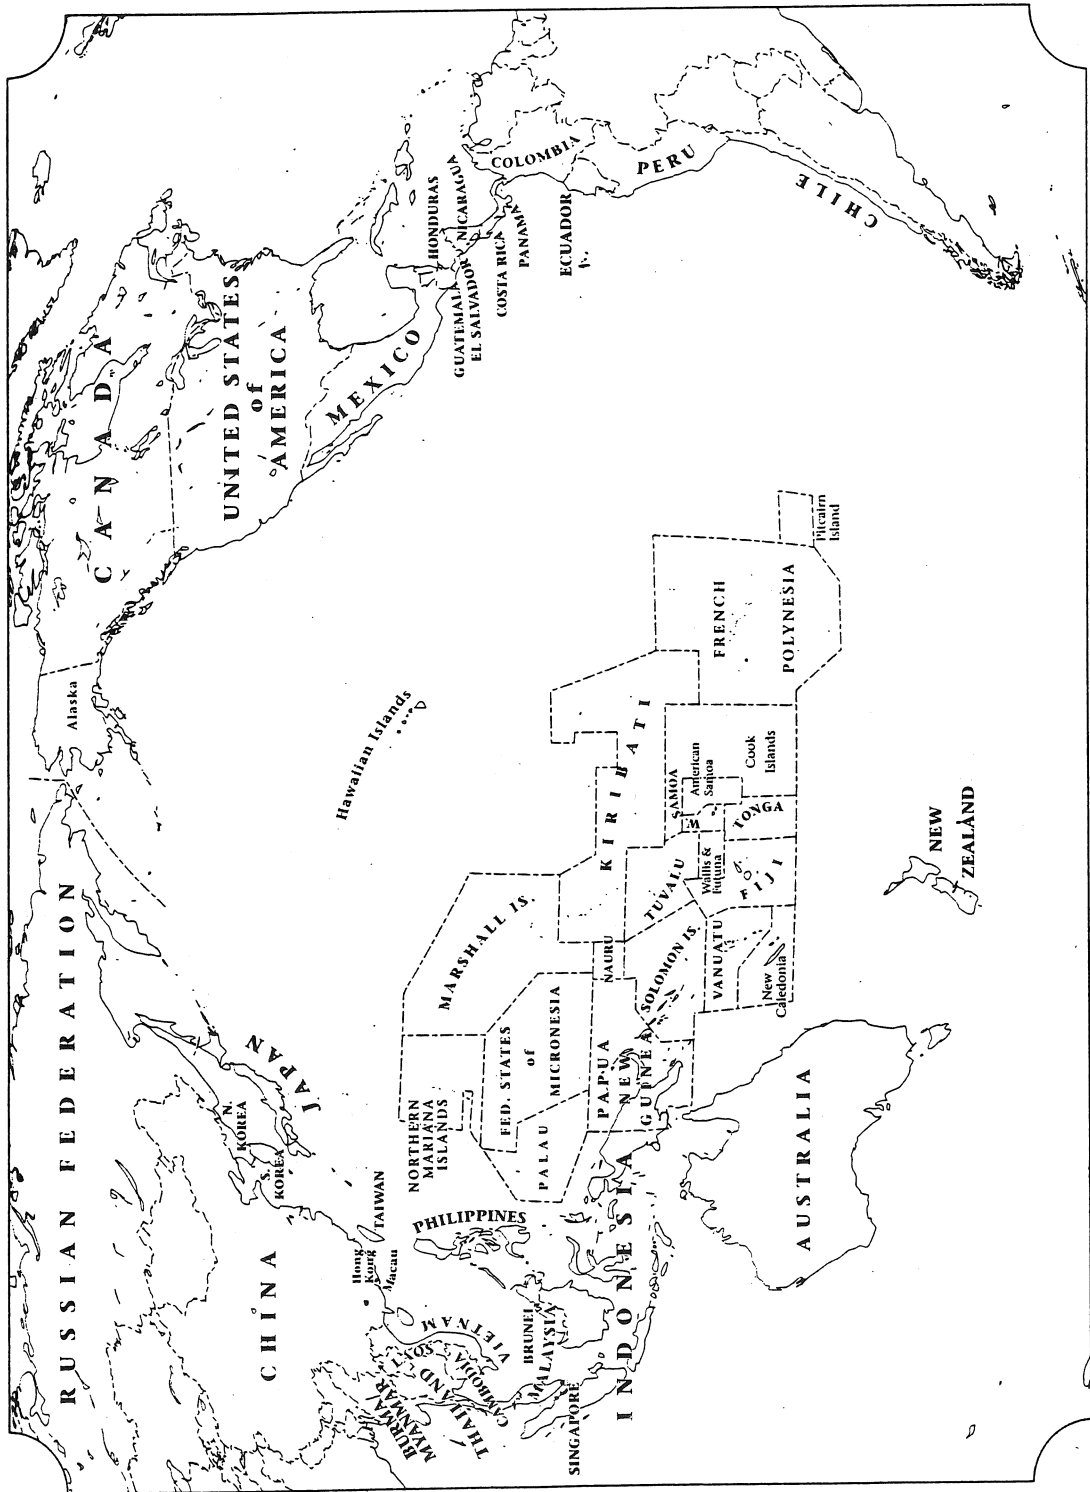 RUSSIAN FEDERATION
Alaska
CANADA
UNITED STATES
of
AMERICA
MEXICO
GUATEMALA
EL SALVADOR
HONDURAS
NICARAGUA
COSTA RICA
PANAMA
COLOMBIA
ECUADOR
PERU
CHILE
CHINA
N.
KOREA
S.
KOREA
JAPAN
TAIWAN
Hong
Kong
Macau
BURMA/
MYANMAR
THAILAND
LAOS
CAMBODIA
VIETNAM
PHILIPPINES
BRUNEI
MALAYSIA
SINGAPORE
INDONESIA
Hawaiian Islands
NORTHERN
MARIANA
ISLANDS
MARSHALL IS.
FED. STATES
of
MICRONESIA
PALAU
PAPUA
NEW
GUINEA
NAURU
KIRIBATI
SOLOMON IS.
TUVALU
VANUATU
New
Caledonia
Wallis &
Futuna
FIJI
W
SAMOA
American
Samoa
TONGA
Cook
Islands
FRENCH
POLYNESIA
Pitcairn
Island
AUSTRALIA
NEW
ZEALAND